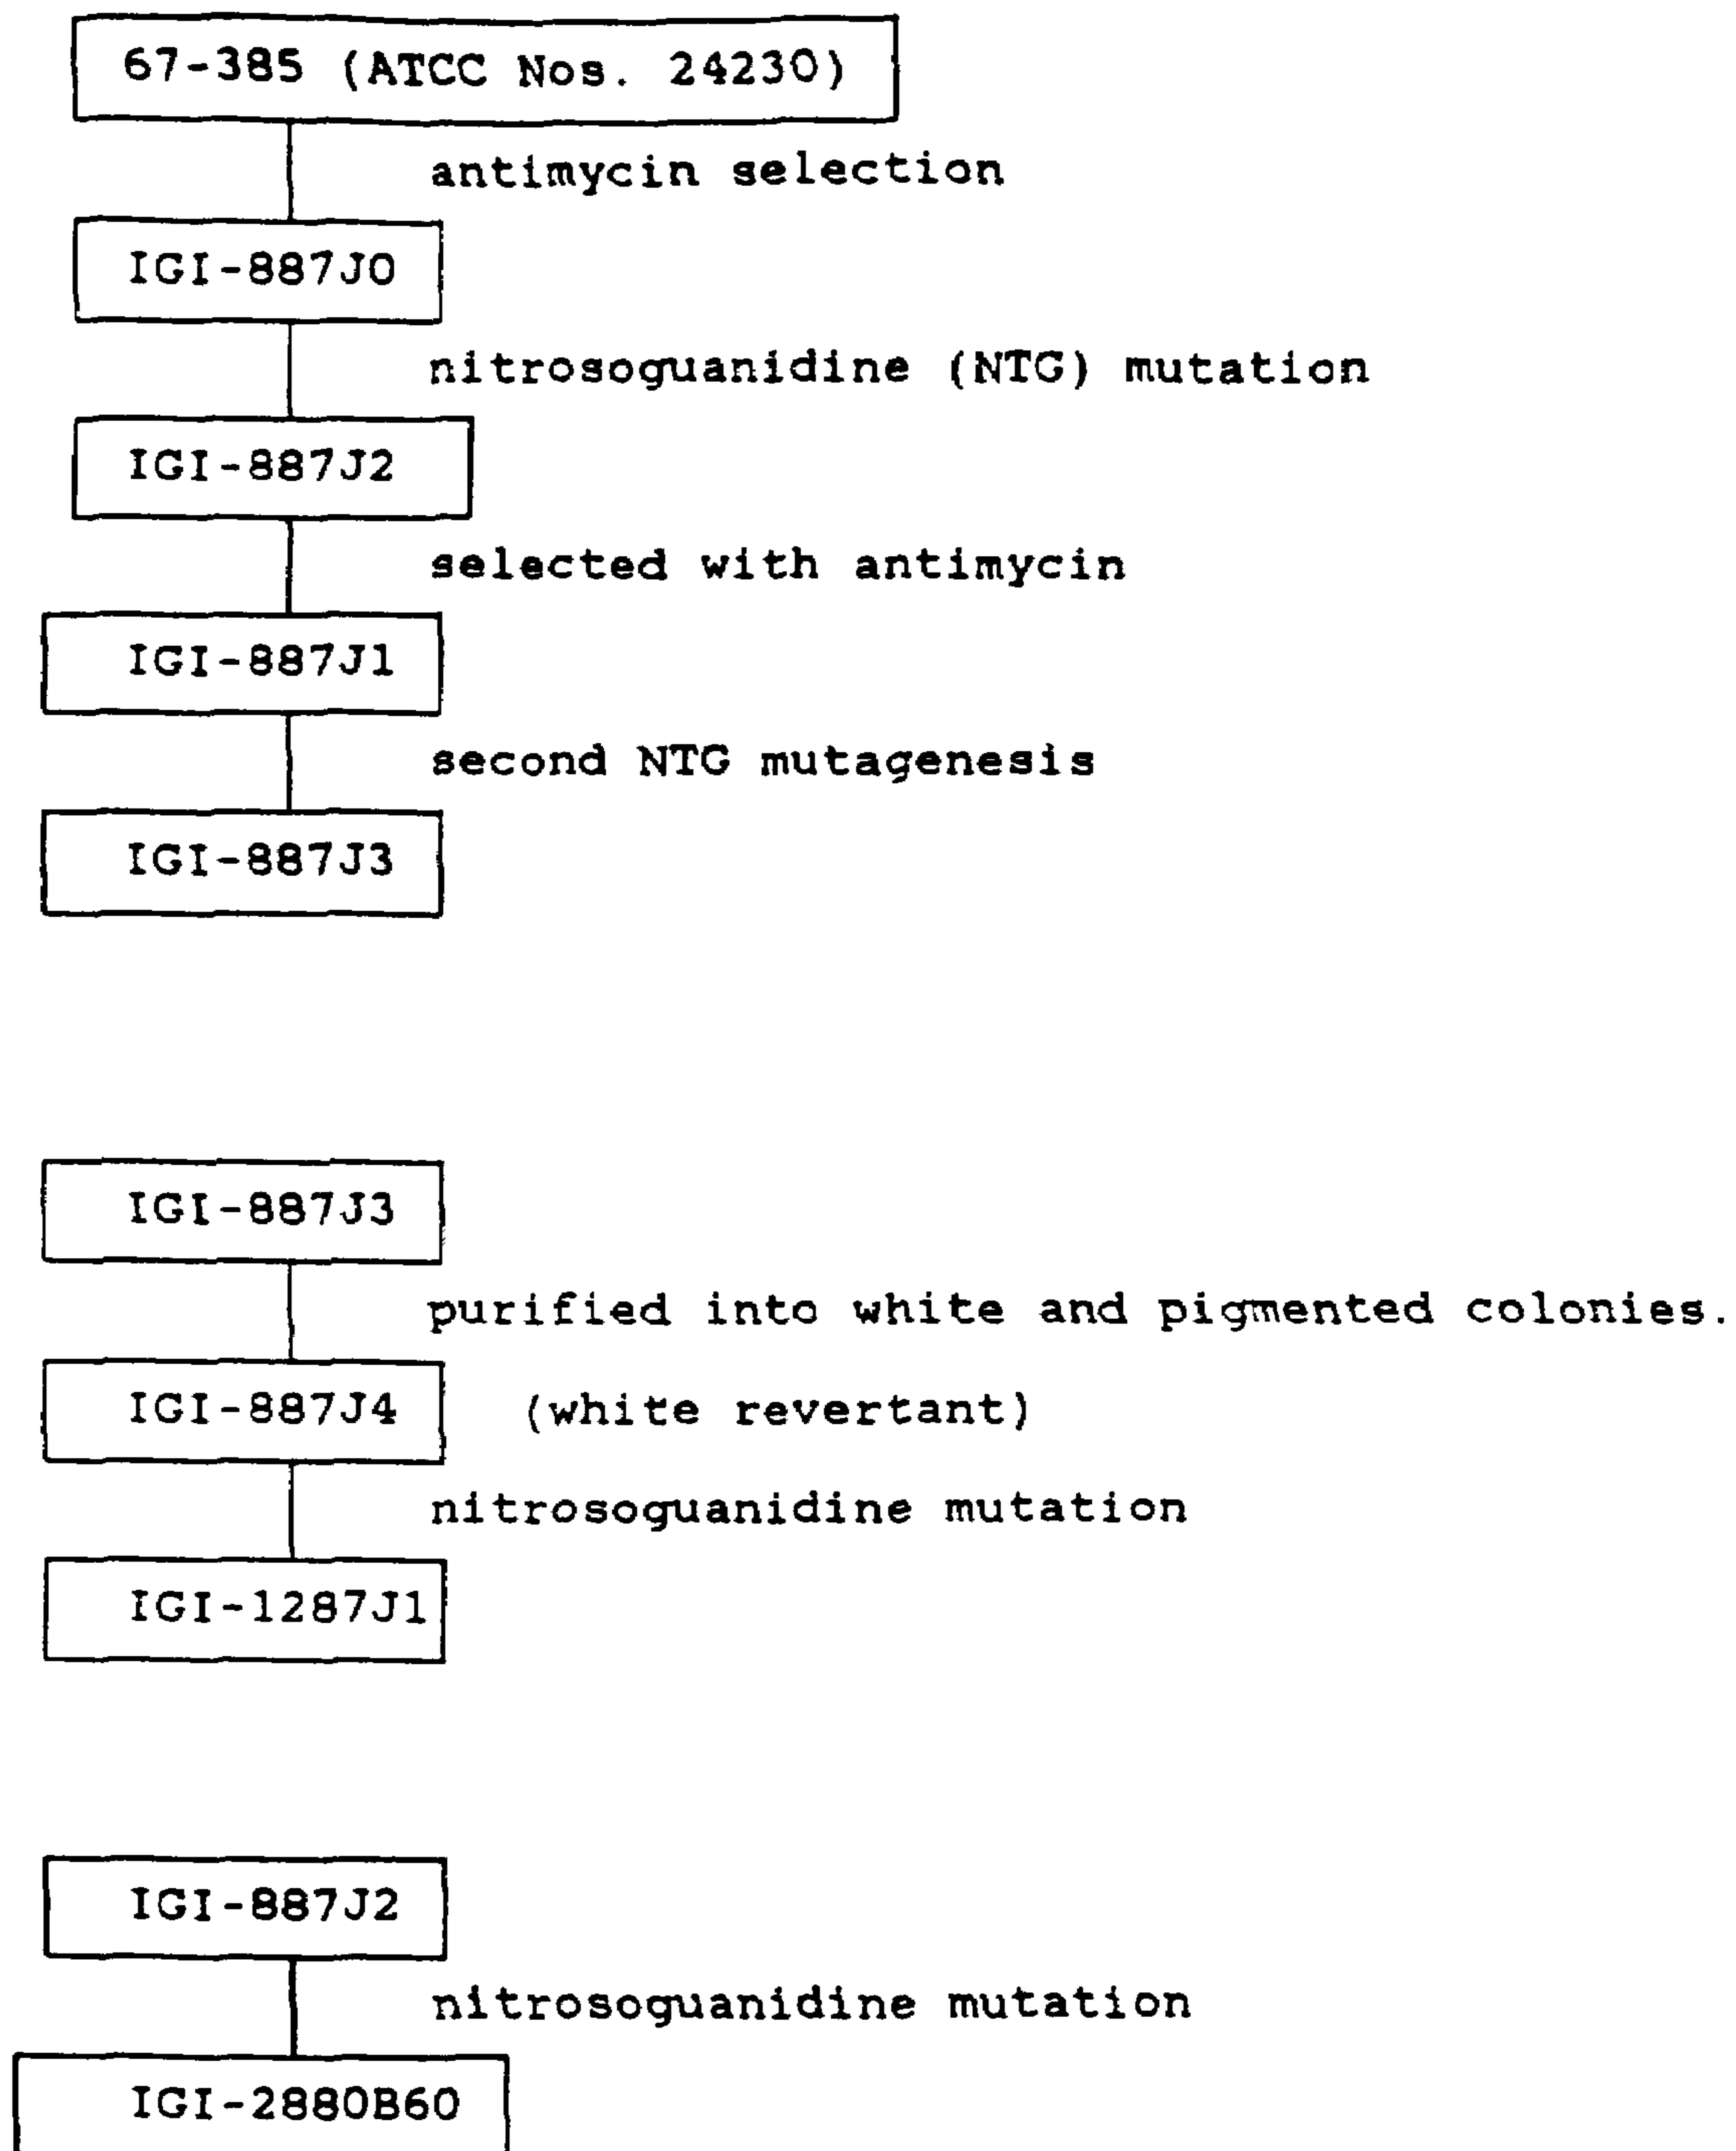 67-385 (ATCC Nos. 24230)
antimycin selection
IGI-887J0
nitrosoguanidine (NTG) mutation
IGI-887J2
selected with antimycin
IGI-887J1
second NTG mutagenesis
IGI-887J3
IGI-887J3
purified into white and pigmented colonies.
IGI-887J4 (white revertant)
nitrosoguanidine mutation
IGI-1287J1
IGI-887J2
nitrosoguanidine mutation
IGI-2880B60